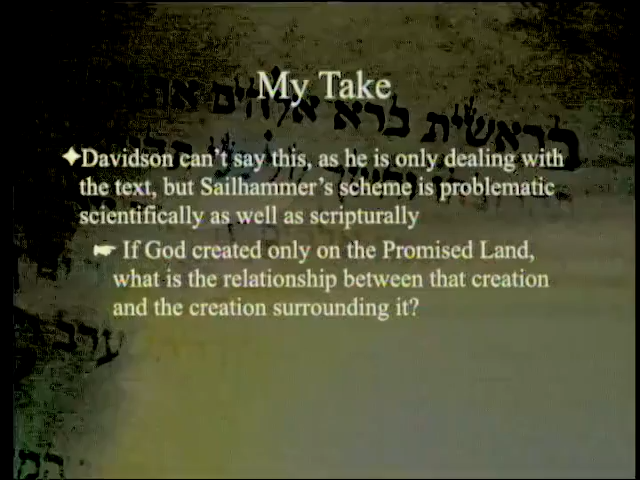 My Take
בראשית ברא אלהים את
Davidson can't say this, as he is only dealing with
the text, but Sailhammer's scheme is problematic
scientifically as well as scripturally
If God created only on the Promised Land,
what is the relationship between that creation
and the creation surrounding it?
ערב